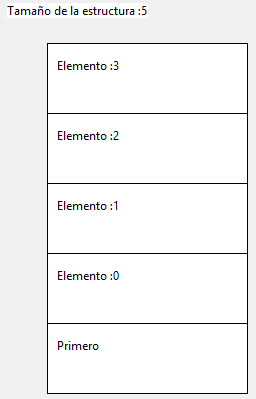 Tamaño de la estructura :5
Elemento :3
Elemento :2
Elemento :1
Elemento :0
Primero